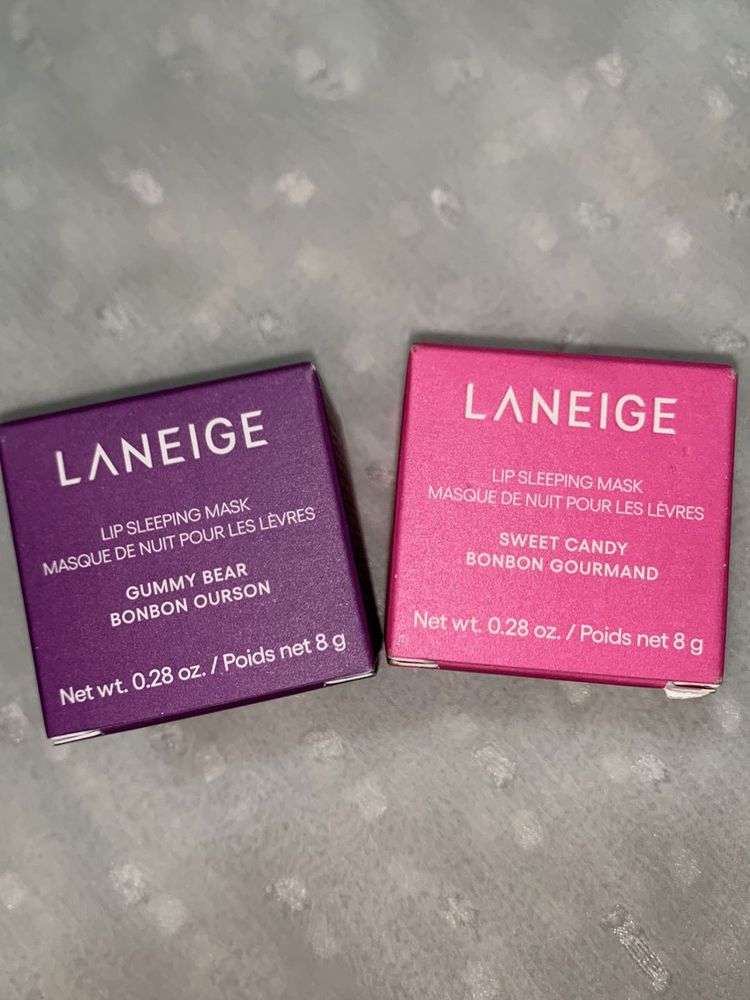 LANEIGE
LIP SLEEPING MASK
MASQUE DE NUIT POUR LES LÈVRES
GUMMY BEAR
BONBON OURSON
Net wt. 0.28 oz. / Poids net 8 g
LANEIGE
LIP SLEEPING MASK
MASQUE DE NUIT POUR LES LÈVRES
SWEET CANDY
BONBON GOURMAND
Net wt. 0.28 oz. / Poids net 8 g